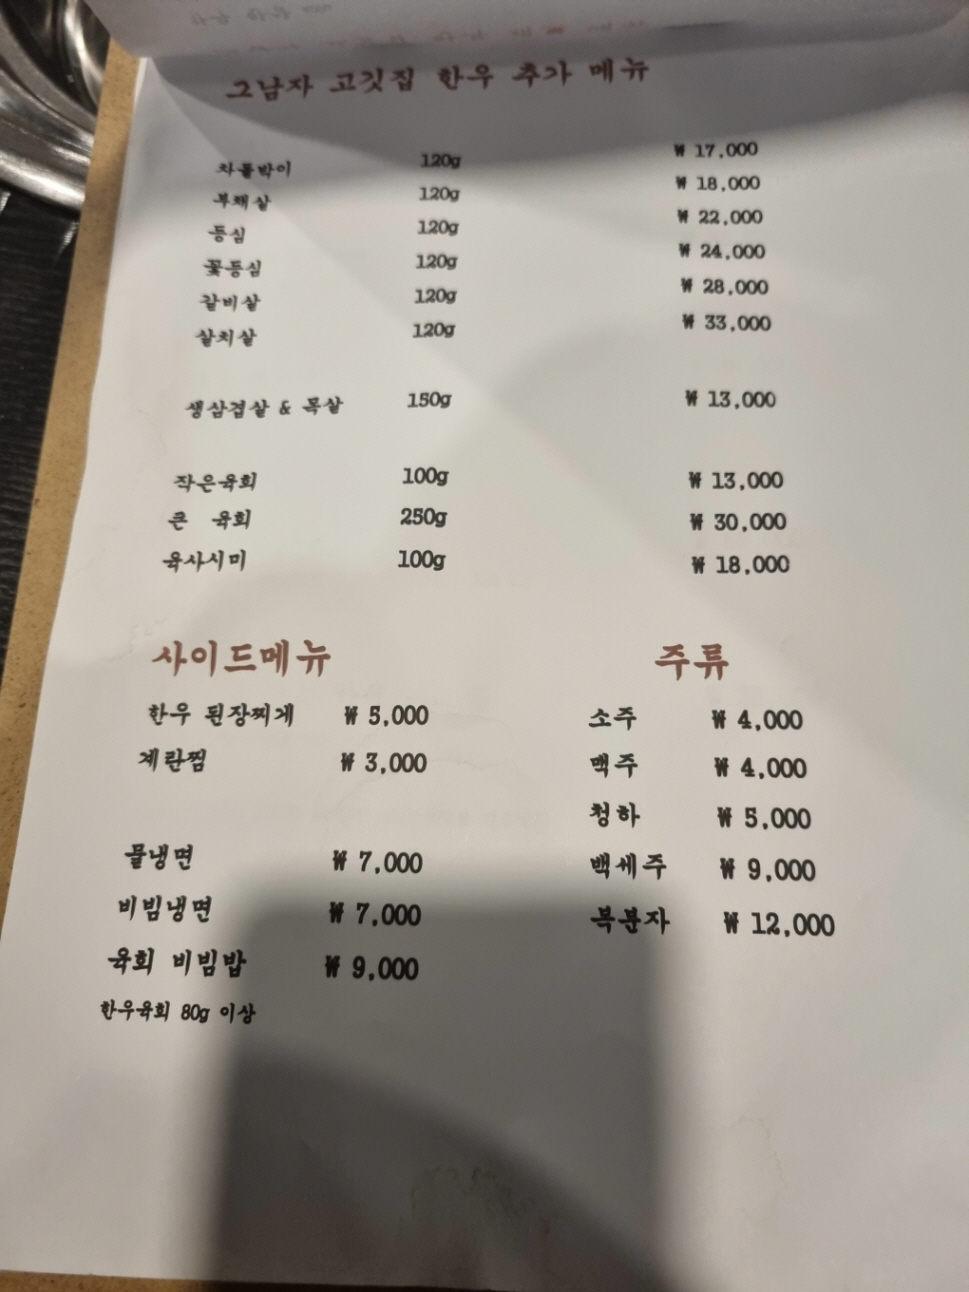 그남자 고깃집 한우 추가 메뉴
차돌박이 120g ₩ 17,000
부채살 120g ₩ 18,000
등심 120g ₩ 22,000
꽃등심 120g ₩ 24,000
갈비살 120g ₩ 28,000
살치살 120g ₩ 33,000
생삼겹살 & 목살 150g ₩ 13,000
작은육회 100g ₩ 13,000
큰 육회 250g ₩ 30,000
육사시미 100g ₩ 18,000
사이드메뉴
한우 된장찌게 ₩ 5,000
계란찜 ₩ 3,000
물냉면 ₩ 7,000
비빔냉면 ₩ 7,000
육회 비빔밥 ₩ 9,000
한우육회 80g 이상
주류
소주 ₩ 4,000
맥주 ₩ 4,000
청하 ₩ 5,000
백세주 ₩ 9,000
복분자 ₩ 12,000